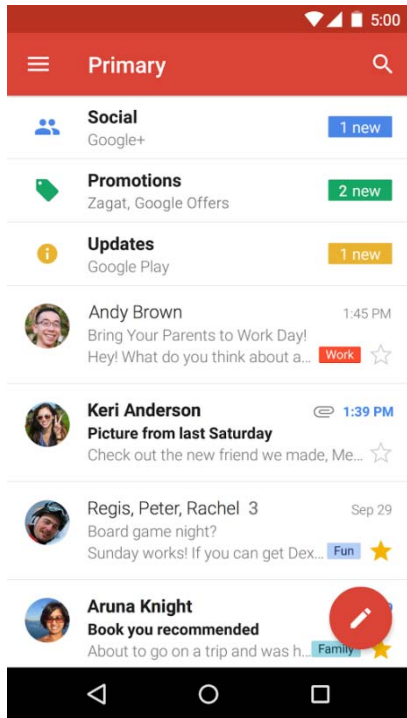 5:00
Primary
Social
1 new
Google+
Promotions
2 new
Zagat, Google Offers
Updates
1 new
Google Play
Andy Brown 1:45 PM
Bring Your Parents to Work Day!
Hey! What do you think about a... Work
Keri Anderson 1:39 PM
Picture from last Saturday
Check out the new friend we made, Me...
Regis, Peter, Rachel 3 Sep 29
Board game night?
Sunday works! If you can get Dex... Fun
Aruna Knight
Book you recommended
About to go on a trip and was h... Family